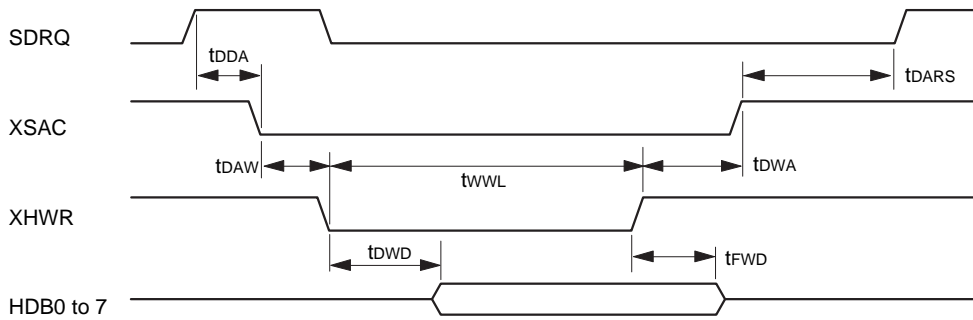 SDRQ
tDDA
tDARS
XSAC
tDAW
tWWL
tDWA
XHWR
tDWD
tFWD
HDB0 to 7